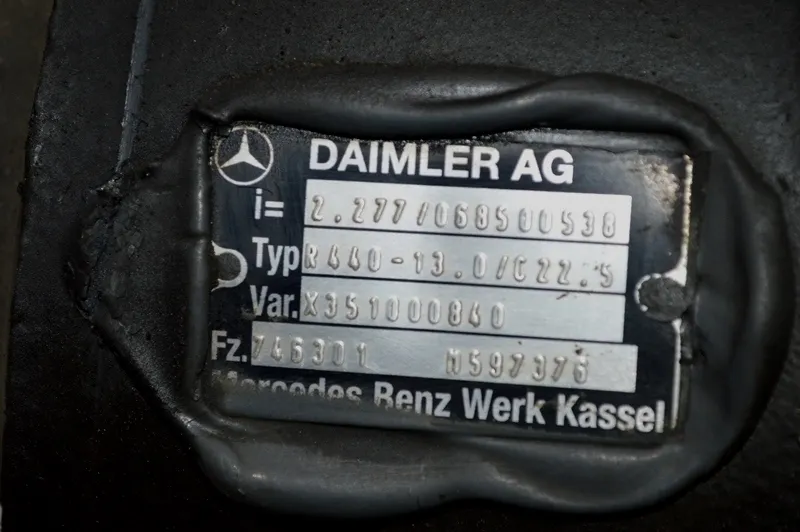 DAIMLER AG
i= 2.277/068500538
Typ R440-13.0/C22.5
Var. X351000840
Fz. 746301 M597376
Mercedes Benz Werk Kassel